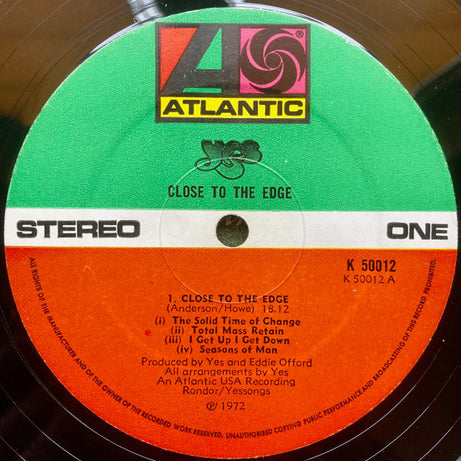 ATLANTIC
yes
CLOSE TO THE EDGE
STEREO
ONE
K 50012
K 50012 A
1. CLOSE TO THE EDGE
(Anderson/Howe) 18.12
(i) The Solid Time of Change
(ii) Total Mass Retain
(iii) I Get Up I Get Down
(iv) Seasons of Man
Produced by Yes and Eddie Offord
All arrangements by Yes
An Atlantic USA Recording
Rondor/Yessongs
℗ 1972
ALL RIGHTS OF THE MANUFACTURER AND OF THE OWNER OF THE RECORDED WORK RESERVED. UNAUTHORISED COPYING PUBLIC PERFORMANCE AND BROADCASTING OF THIS RECORD PROHIBITED.